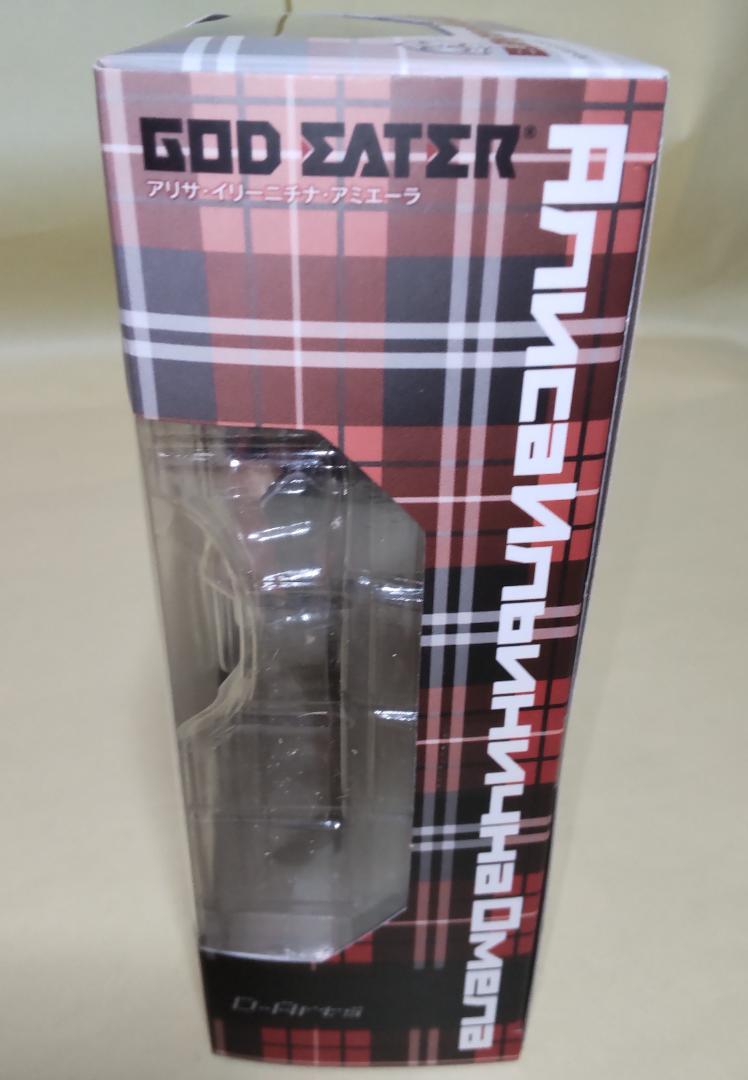 GOD EATER®
アリサ・イリーニチナ・アミエーラ
Алиса Ильинична Омела
D-Arts